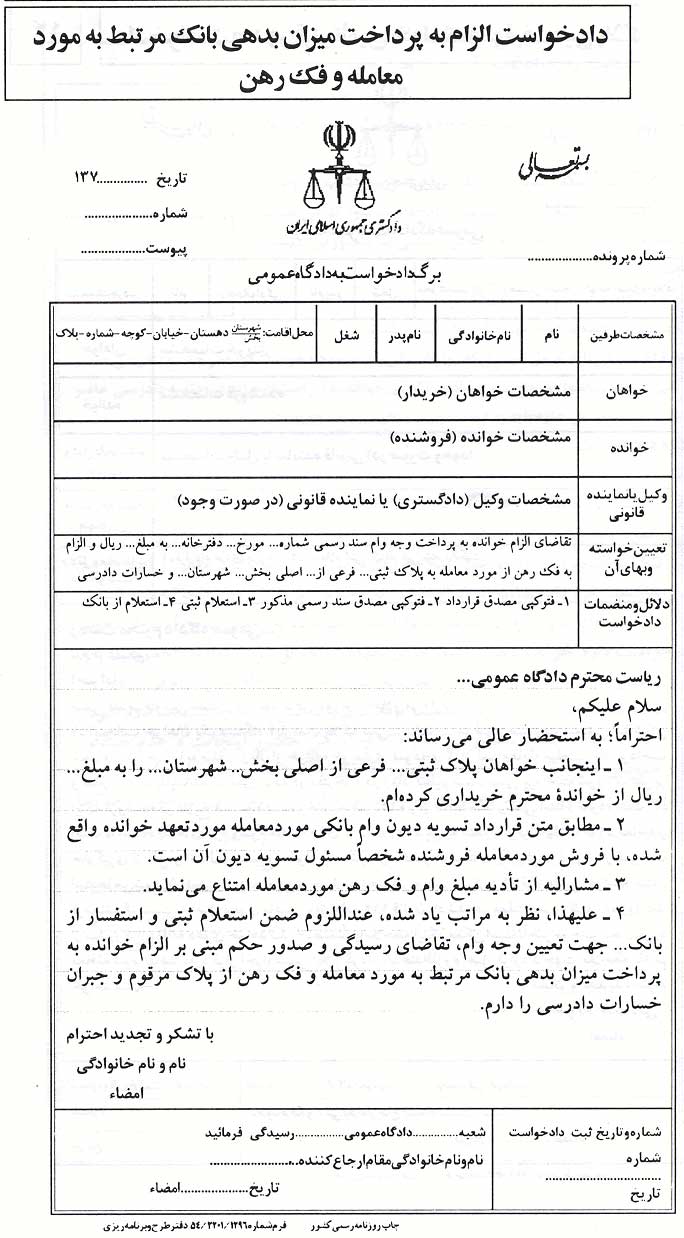 دادخواست الزام به پرداخت میزان بدهی بانک مرتبط به مورد
معامله و فک رهن
بسمه تعالی
دادگستری جمهوری اسلامی ایران
تاریخ ..............۱۳۷
شماره....................
پیوست....................
شماره پرونده....................
برگ دادخواست به دادگاه عمومی
مشخصات طرفین | نام | نام خانوادگی | نام پدر | شغل | محل اقامت: شهرستان بخش دهستان-خیابان-کوچه-شماره-پلاک
خواهان | مشخصات خواهان (خریدار)
خوانده | مشخصات خوانده (فروشنده)
وکیل یا نماینده قانونی | مشخصات وکیل (دادگستری) یا نماینده قانونی (در صورت وجود)
تعیین خواسته وبهای آن | تقاضای الزام خوانده به پرداخت وجه وام سند رسمی شماره... مورخ... دفترخانه... به مبلغ... ریال و الزام
به فک رهن از مورد معامله به پلاک ثبتی... فرعی از... اصلی بخش... شهرستان... و خسارات دادرسی
دلائل و منضمات دادخواست | ۱ـ فتوکپی مصدق قرارداد ۲ـ فتوکپی مصدق سند رسمی مذکور ۳ـ استعلام ثبتی ۴ـ استعلام از بانک
ریاست محترم دادگاه عمومی...
سلام علیکم،
احتراماً؛ به استحضار عالی می‌رساند:
۱ ـ اینجانب خواهان پلاک ثبتی... فرعی از اصلی بخش.. شهرستان... را به مبلغ...
ریال از خواندهٔ محترم خریداری کرده‌ام.
۲ ـ مطابق متن قرارداد تسویه دیون وام بانکی موردمعامله موردتعهد خوانده واقع
شده، با فروش موردمعامله فروشنده شخصاً مسئول تسویه دیون آن است.
۳ ـ مشارالیه از تأدیه مبلغ وام و فک رهن موردمعامله امتناع می‌نماید.
۴ ـ علیهذا، نظر به مراتب یاد شده، عنداللزوم ضمن استعلام ثبتی و استفسار از
بانک... جهت تعیین وجه وام، تقاضای رسیدگی و صدور حکم مبنی بر الزام خوانده به
پرداخت میزان بدهی بانک مرتبط به مورد معامله و فک رهن از پلاک مرقوم و جبران
خسارات دادرسی را دارم.
با تشکر و تجدید احترام
نام و نام خانوادگی
امضاء
شماره و تاریخ ثبت دادخواست
شماره
....................
تاریخ
شعبه..............دادگاه عمومی...............رسیدگی فرمائید
نام و نام خانوادگی مقام ارجاع کننده....................
تاریخ....................امضاء
چاپ روزنامه رسمی کشور فرم شماره ۵۴/۳۲۰۱/۱۲۹۶۰ دفتر طرح و برنامه ریزی